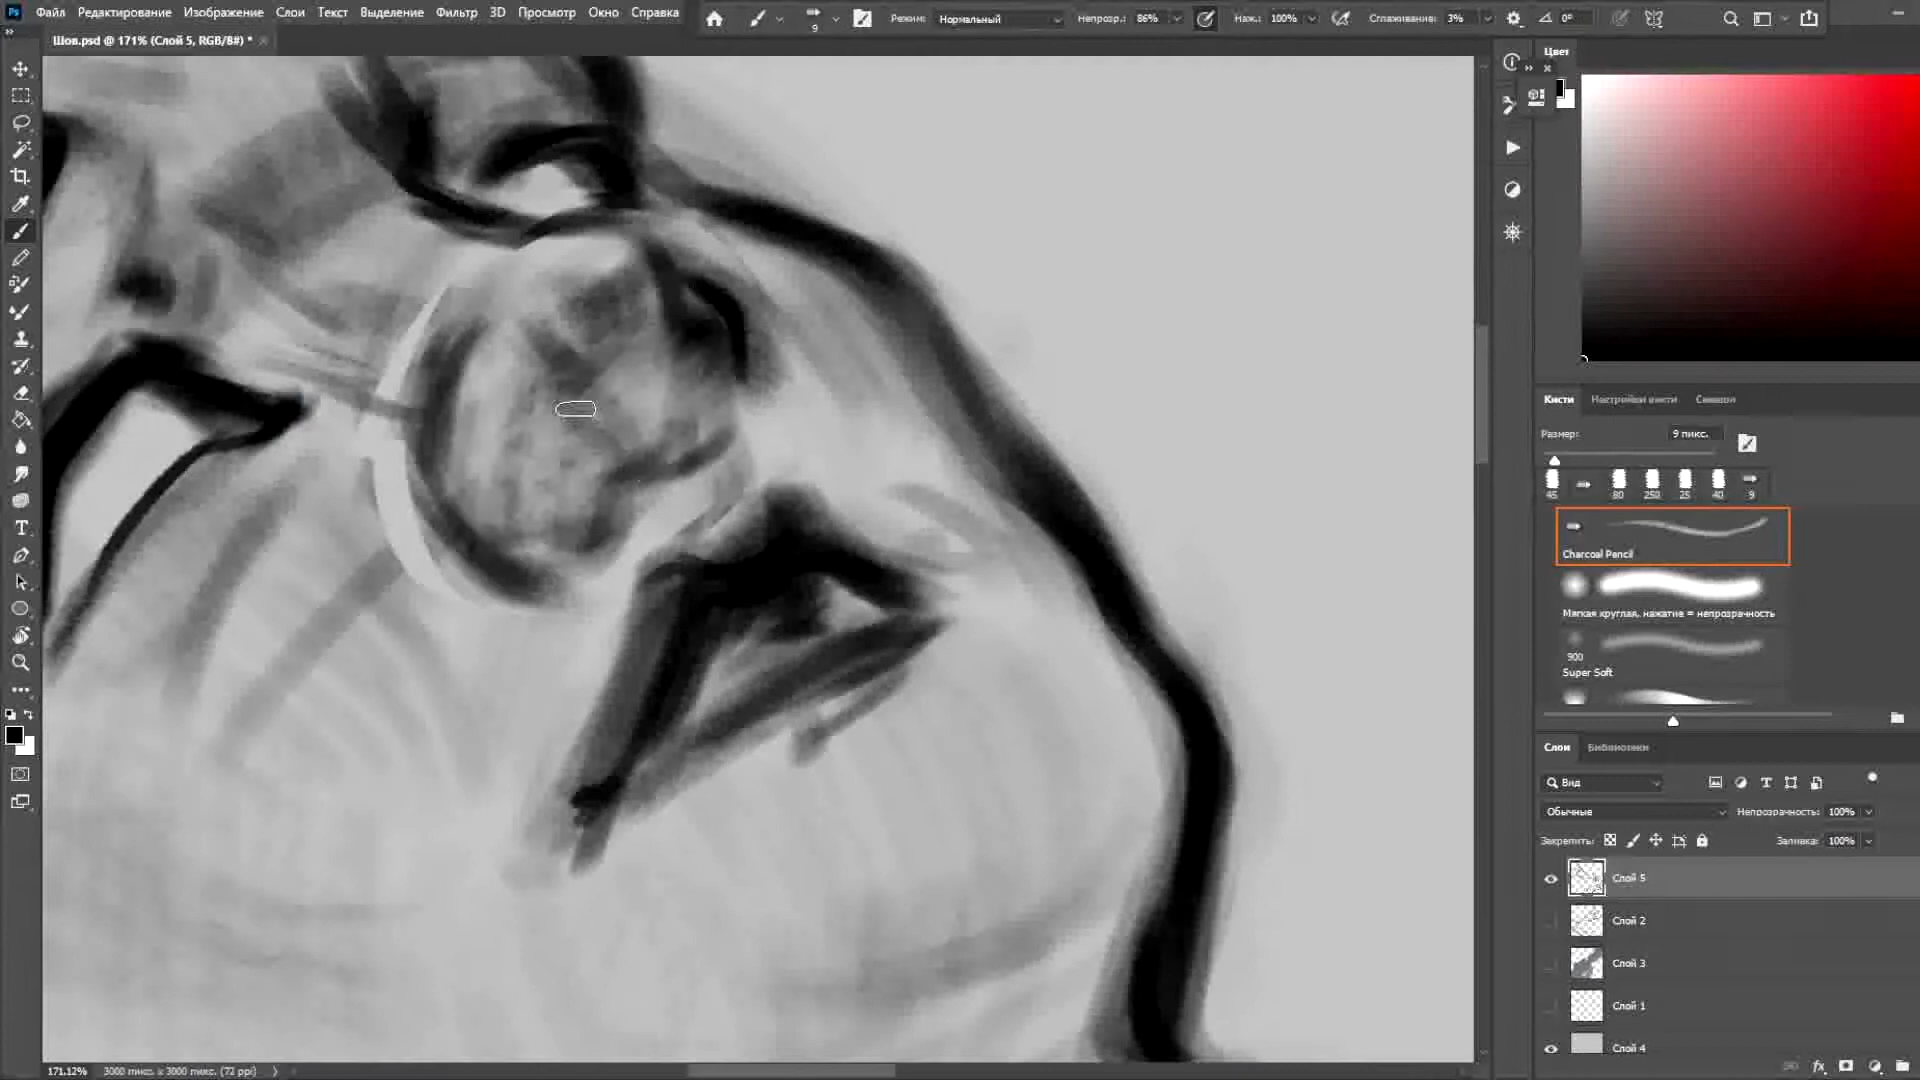 Ps Файл Редактирование Изображение Слои Текст Выделение Фильтр 3D Просмотр Окно Справка
9 Режим: Нормальный Непрозр.: 86% Наж.: 100% Сглаживание: 3% 0°
Шов.psd @ 171% (Слой 5, RGB/8#) *
Цвет
Кисти Настройки кисти Символ
Размер: 9 пикс.
45 80 250 25 40 9
Charcoal Pencil
Мягкая круглая, нажатие = непрозрачность
900
Super Soft
Слои Библиотеки
Вид
Обычные Непрозрачность: 100%
Закрепить: Заливка: 100%
Слой 5
Слой 2
Слой 3
Слой 1
Слой 4
fx
171.12% 3000 пикс. x 3000 пикс. (72 ppi)